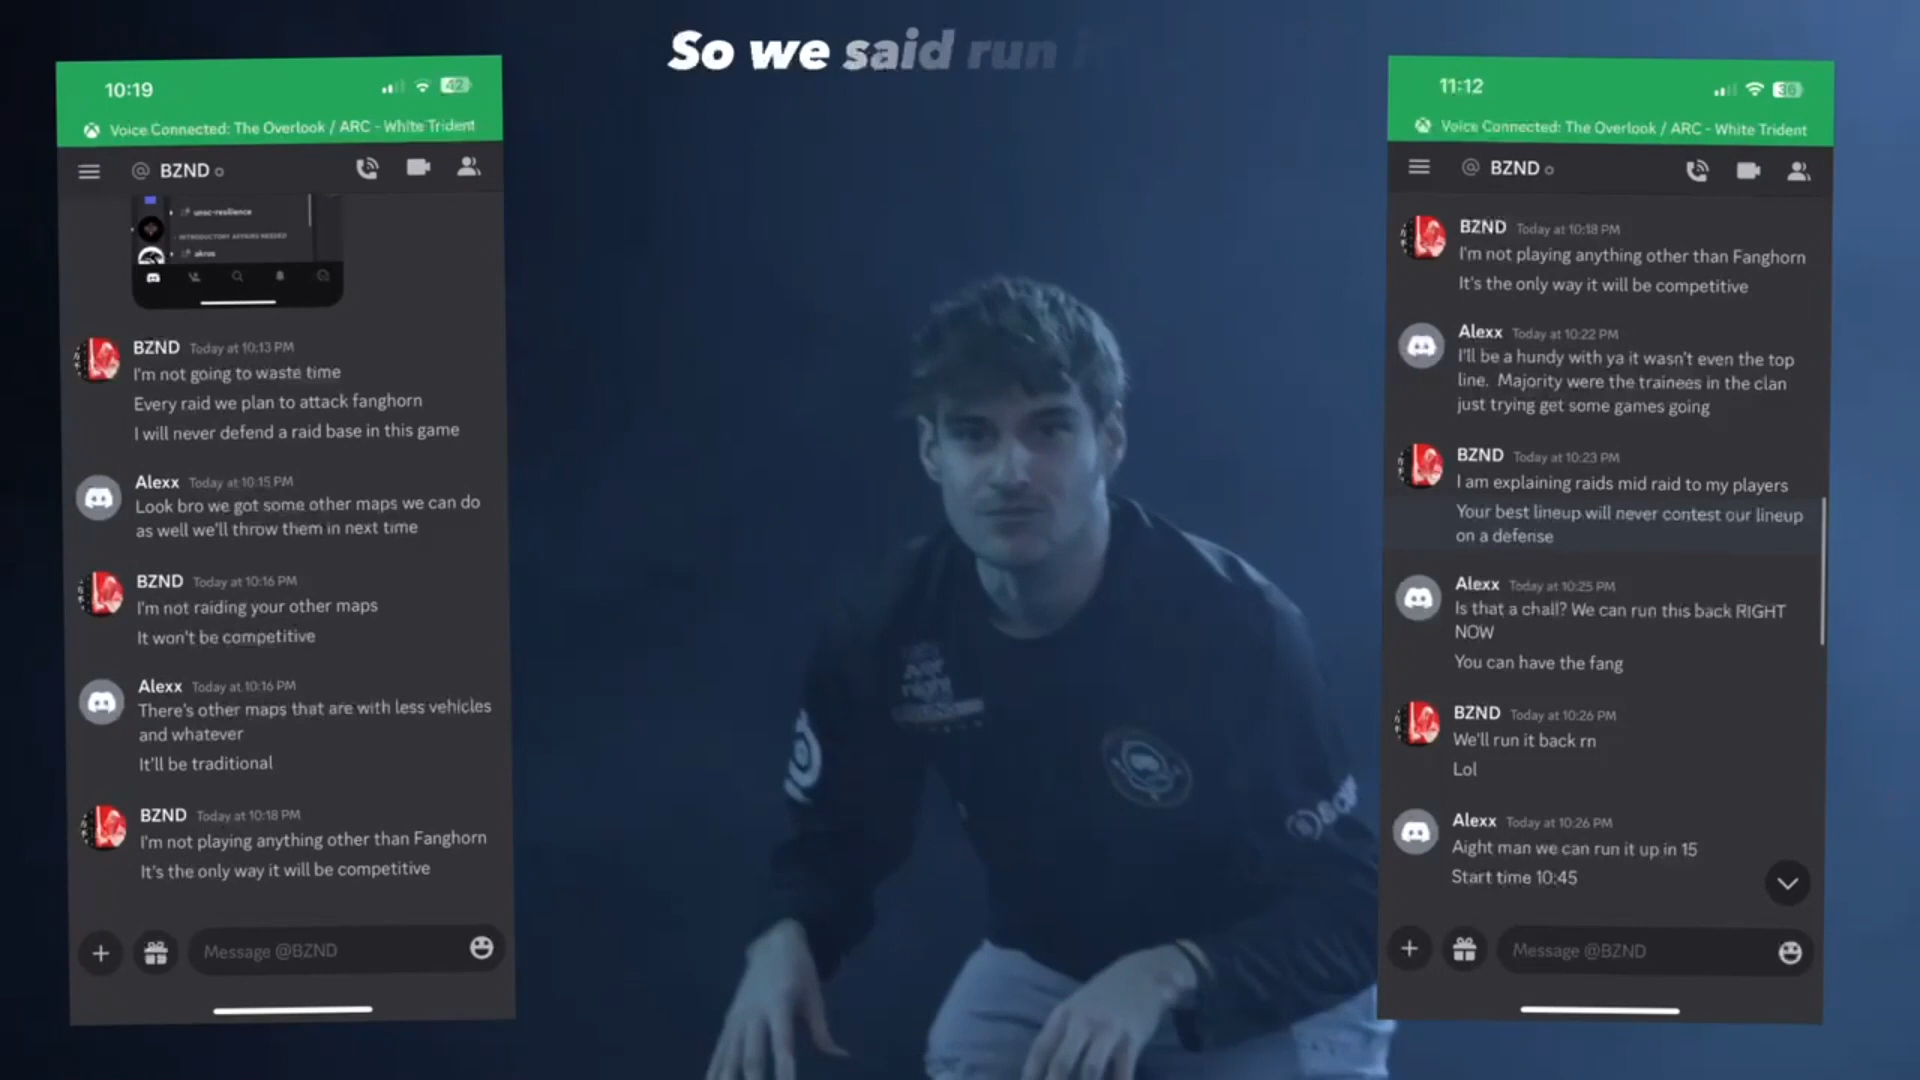 So we said run
10:19
42
Voice Connected: The Overlook / ARC - White Trident
@ BZND
unsc-resilience
INTRODUCTORY AFFAIRS NEEDED
akros
BZND Today at 10:13 PM
I'm not going to waste time
Every raid we plan to attack fanghorn
I will never defend a raid base in this game
Alexx Today at 10:15 PM
Look bro we got some other maps we can do
as well we'll throw them in next time
BZND Today at 10:16 PM
I'm not raiding your other maps
It won't be competitive
Alexx Today at 10:16 PM
There's other maps that are with less vehicles
and whatever
It'll be traditional
BZND Today at 10:18 PM
I'm not playing anything other than Fanghorn
It's the only way it will be competitive
Message @BZND
11:12
Voice Connected: The Overlook / ARC - White Trident
@ BZND
BZND Today at 10:18 PM
I'm not playing anything other than Fanghorn
It's the only way it will be competitive
Alexx Today at 10:22 PM
I'll be a hundy with ya it wasn't even the top
line. Majority were the trainees in the clan
just trying get some games going
BZND Today at 10:23 PM
I am explaining raids mid raid to my players
Your best lineup will never contest our lineup
on a defense
Alexx Today at 10:25 PM
Is that a chall? We can run this back RIGHT
NOW
You can have the fang
BZND Today at 10:26 PM
We'll run it back rn
Lol
Alexx Today at 10:26 PM
Aight man we can run it up in 15
Start time 10:45
Message @BZND